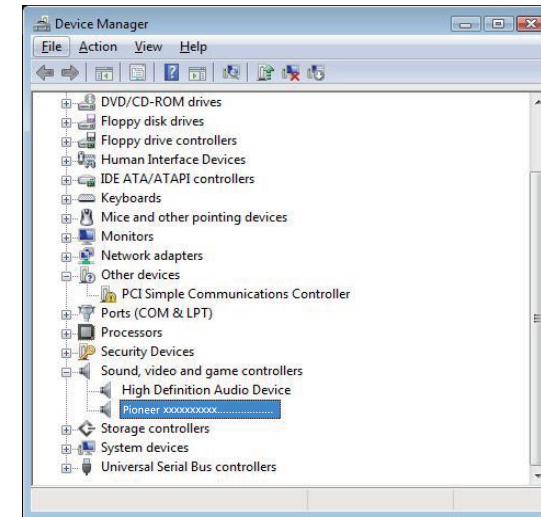 Device Manager
File Action View Help
DVD/CD-ROM drives
Floppy disk drives
Floppy drive controllers
Human Interface Devices
IDE ATA/ATAPI controllers
Keyboards
Mice and other pointing devices
Monitors
Network adapters
Other devices
PCI Simple Communications Controller
Ports (COM & LPT)
Processors
Security Devices
Sound, video and game controllers
High Definition Audio Device
Pioneer xxxxxxxxxx..................
Storage controllers
System devices
Universal Serial Bus controllers